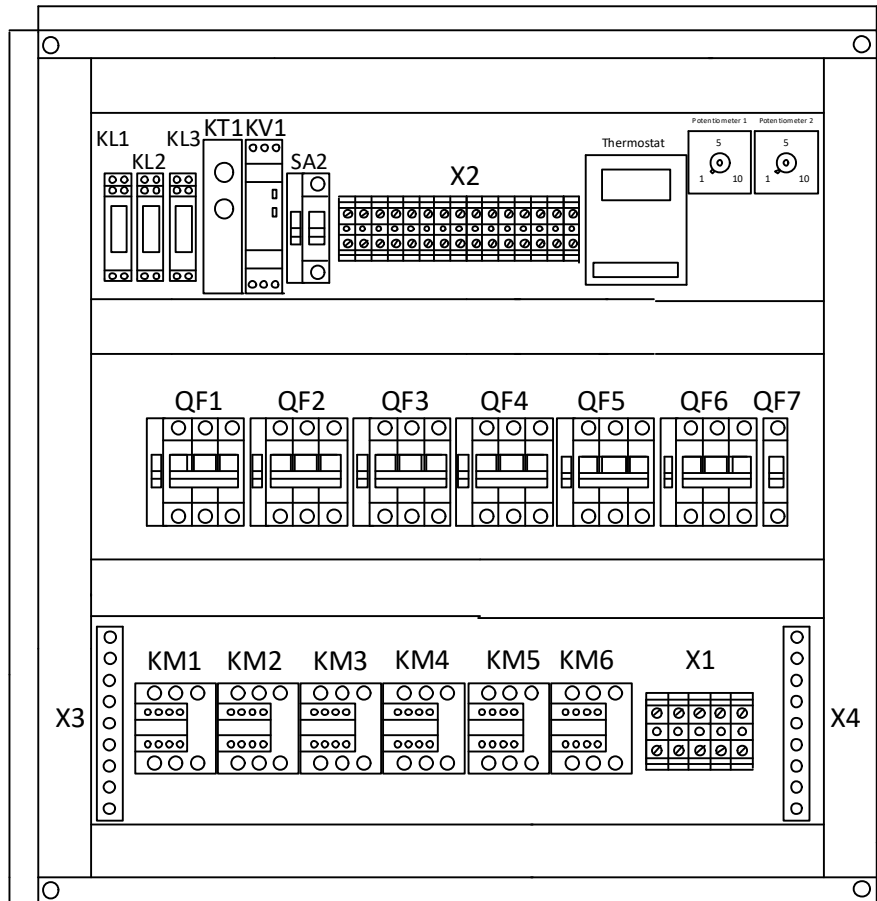 Potentiometer 1 Potentiometer 2
KL1 KL2 KL3 KT1 KV1 SA2 X2 Thermostat
5 5
1 10 1 10
QF1 QF2 QF3 QF4 QF5 QF6 QF7
KM1 KM2 KM3 KM4 KM5 KM6 X1
X3 X4